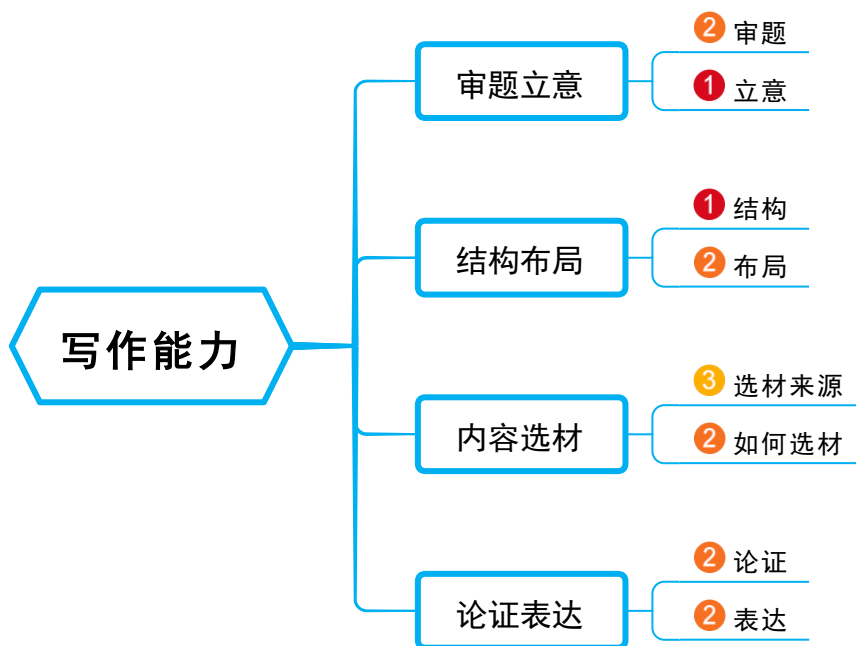 写作能力
审题立意
2 审题
1 立意
结构布局
1 结构
2 布局
内容选材
3 选材来源
2 如何选材
论证表达
2 论证
2 表达